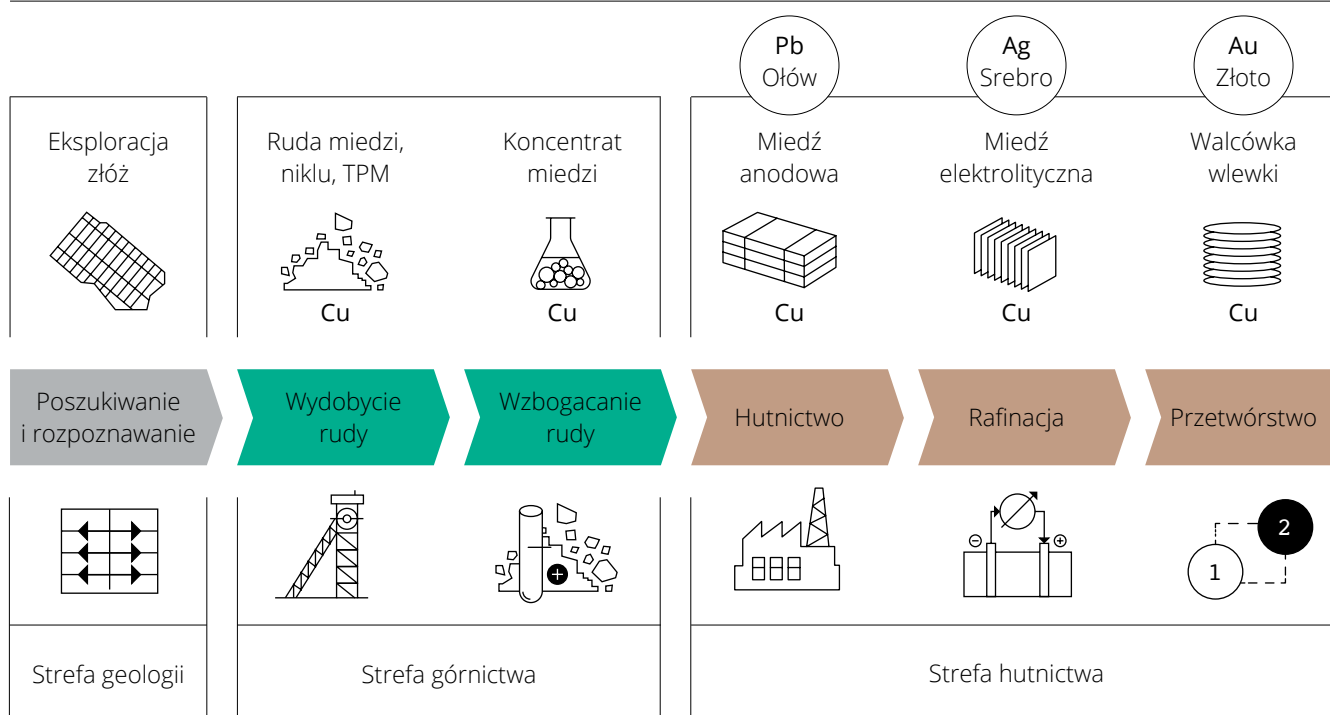 Pb
Ołów
Ag
Srebro
Au
Złoto
Eksploracja
złóż
Ruda miedzi,
niklu, TPM
Cu
Koncentrat
miedzi
Cu
Miedź
anodowa
Cu
Miedź
elektrolityczna
Cu
Walcówka
wlewki
Cu
Poszukiwanie
i rozpoznawanie
Wydobycie
rudy
Wzbogacanie
rudy
Hutnictwo
Rafinacja
Przetwórstwo
+
⊖
⊕
1
2
Strefa geologii
Strefa górnictwa
Strefa hutnictwa